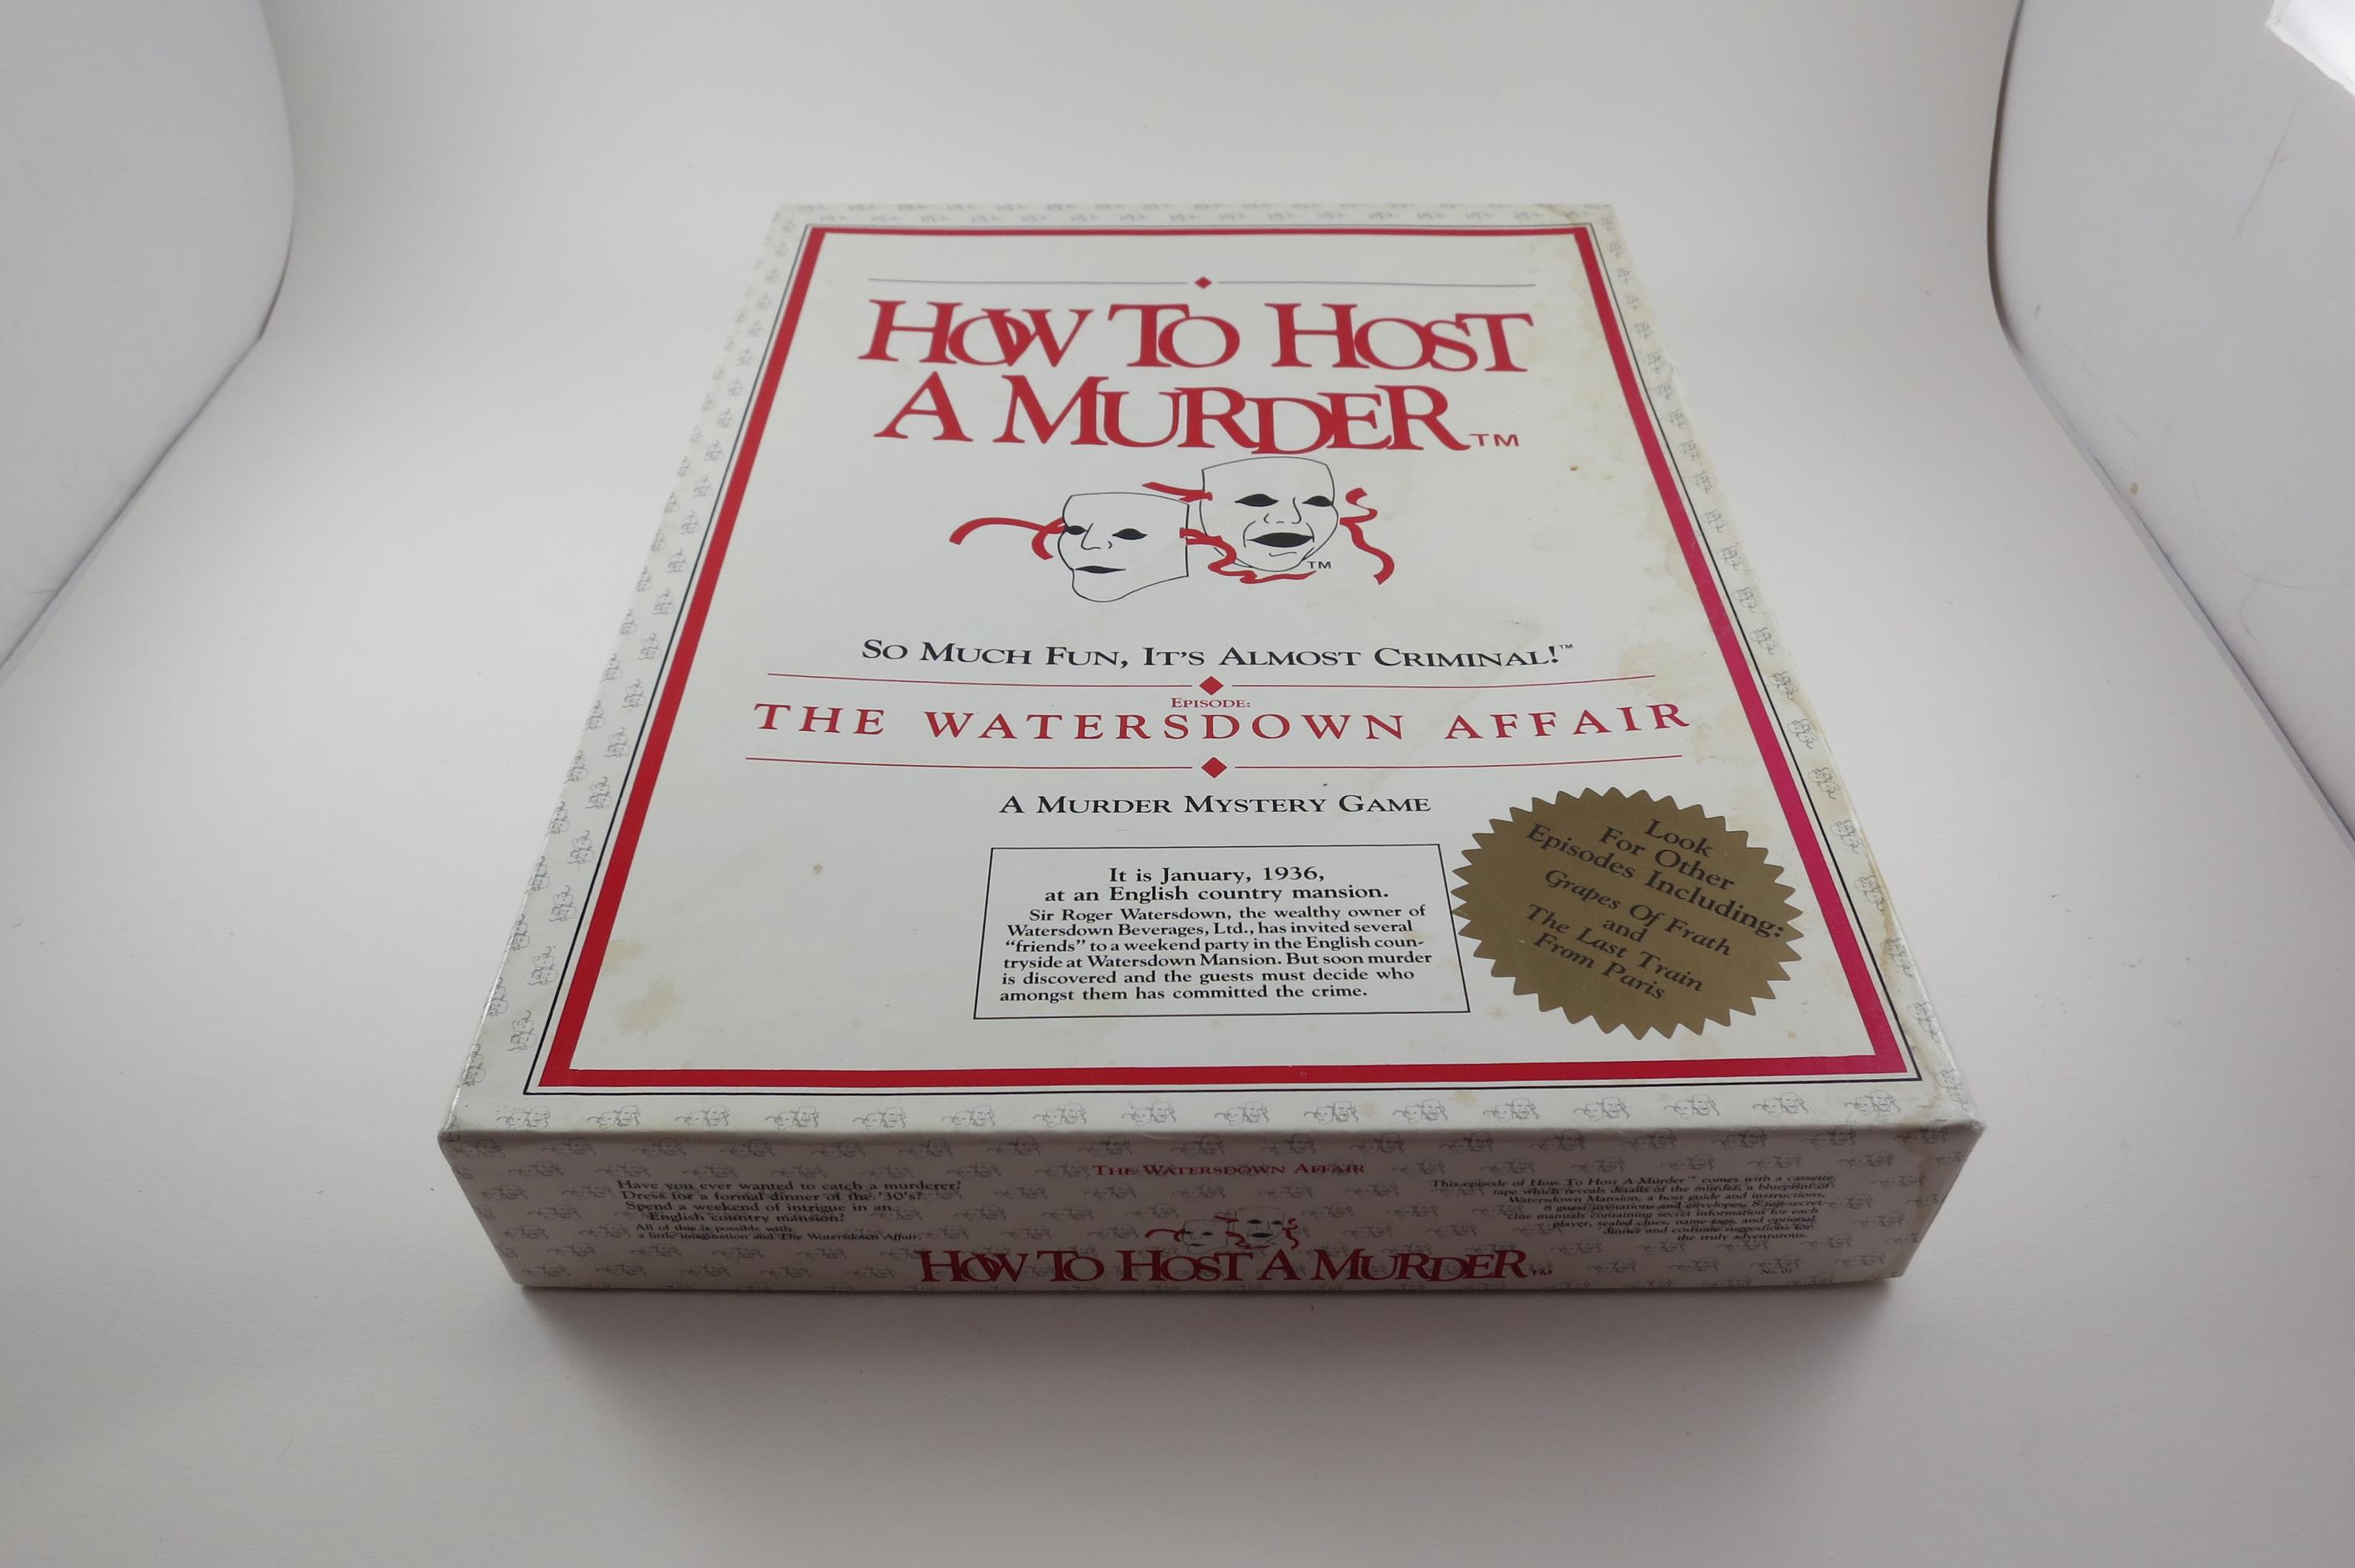 HOW TO HOST
A MURDER™
™
SO MUCH FUN, IT'S ALMOST CRIMINAL!™
EPISODE:
THE WATERSDOWN AFFAIR
A MURDER MYSTERY GAME
It is January, 1936,
at an English country mansion.
Sir Roger Watersdown, the wealthy owner of
Watersdown Beverages, Ltd., has invited several
“friends” to a weekend party in the English coun-
tryside at Watersdown Mansion. But soon murder
is discovered and the guests must decide who
amongst them has committed the crime.
Look
For Other
Episodes Including:
Grapes Of Frath
and
The Last Train
From Paris
THE WATERSDOWN AFFAIR
Have you ever wanted to catch a murderer?
Dress for a formal dinner of the '30's?
Spend a weekend of intrigue in an
English country mansion?
All of this is possible with
a little imagination and The Watersdown Affair.
This episode of How To Host A Murder™ comes with a cassette
tape which reveals details of the murder, a blueprint of
Watersdown Mansion, a host guide and instructions,
8 guest invitations and envelopes, 8 top-secret
clue manuals containing secret information for each
player, sealed clues, name tags, and optional
dinner and costume suggestions for
the truly adventurous.
HOW TO HOST A MURDER™